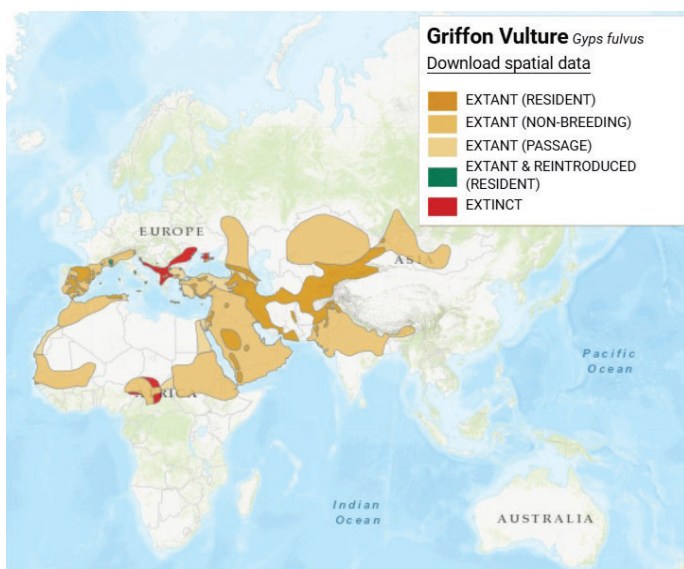 Griffon Vulture Gyps fulvus
Download spatial data
EXTANT (RESIDENT)
EXTANT (NON-BREEDING)
EXTANT (PASSAGE)
EXTANT & REINTRODUCED
(RESIDENT)
EXTINCT
EUROPE
ASIA
Pacific
Ocean
AFRICA
Indian
Ocean
AUSTRALIA